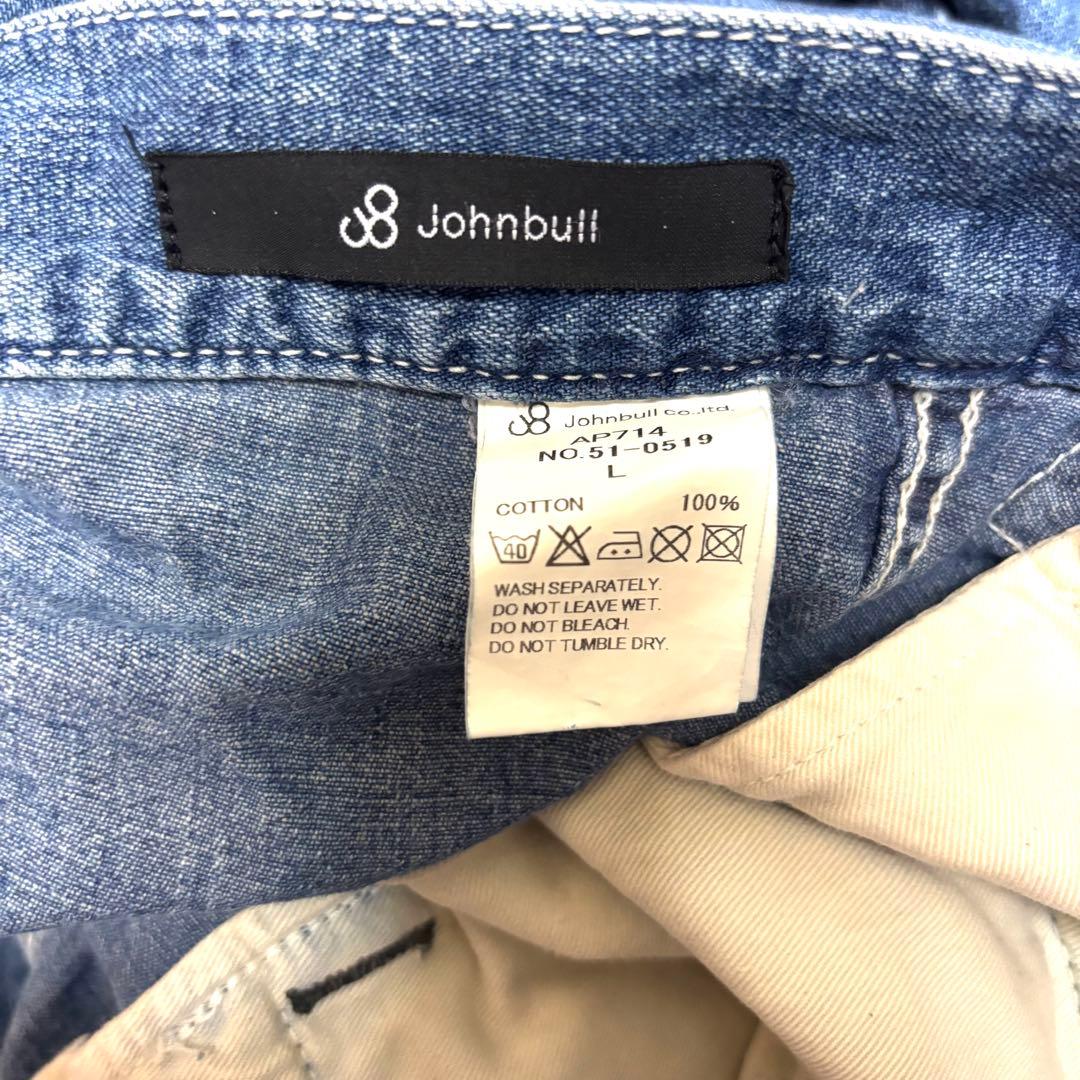 Johnbull
Johnbull co.,ltd.
AP714
NO.51-0519
L
COTTON 100%
40
WASH SEPARATELY.
DO NOT LEAVE WET.
DO NOT BLEACH.
DO NOT TUMBLE DRY.